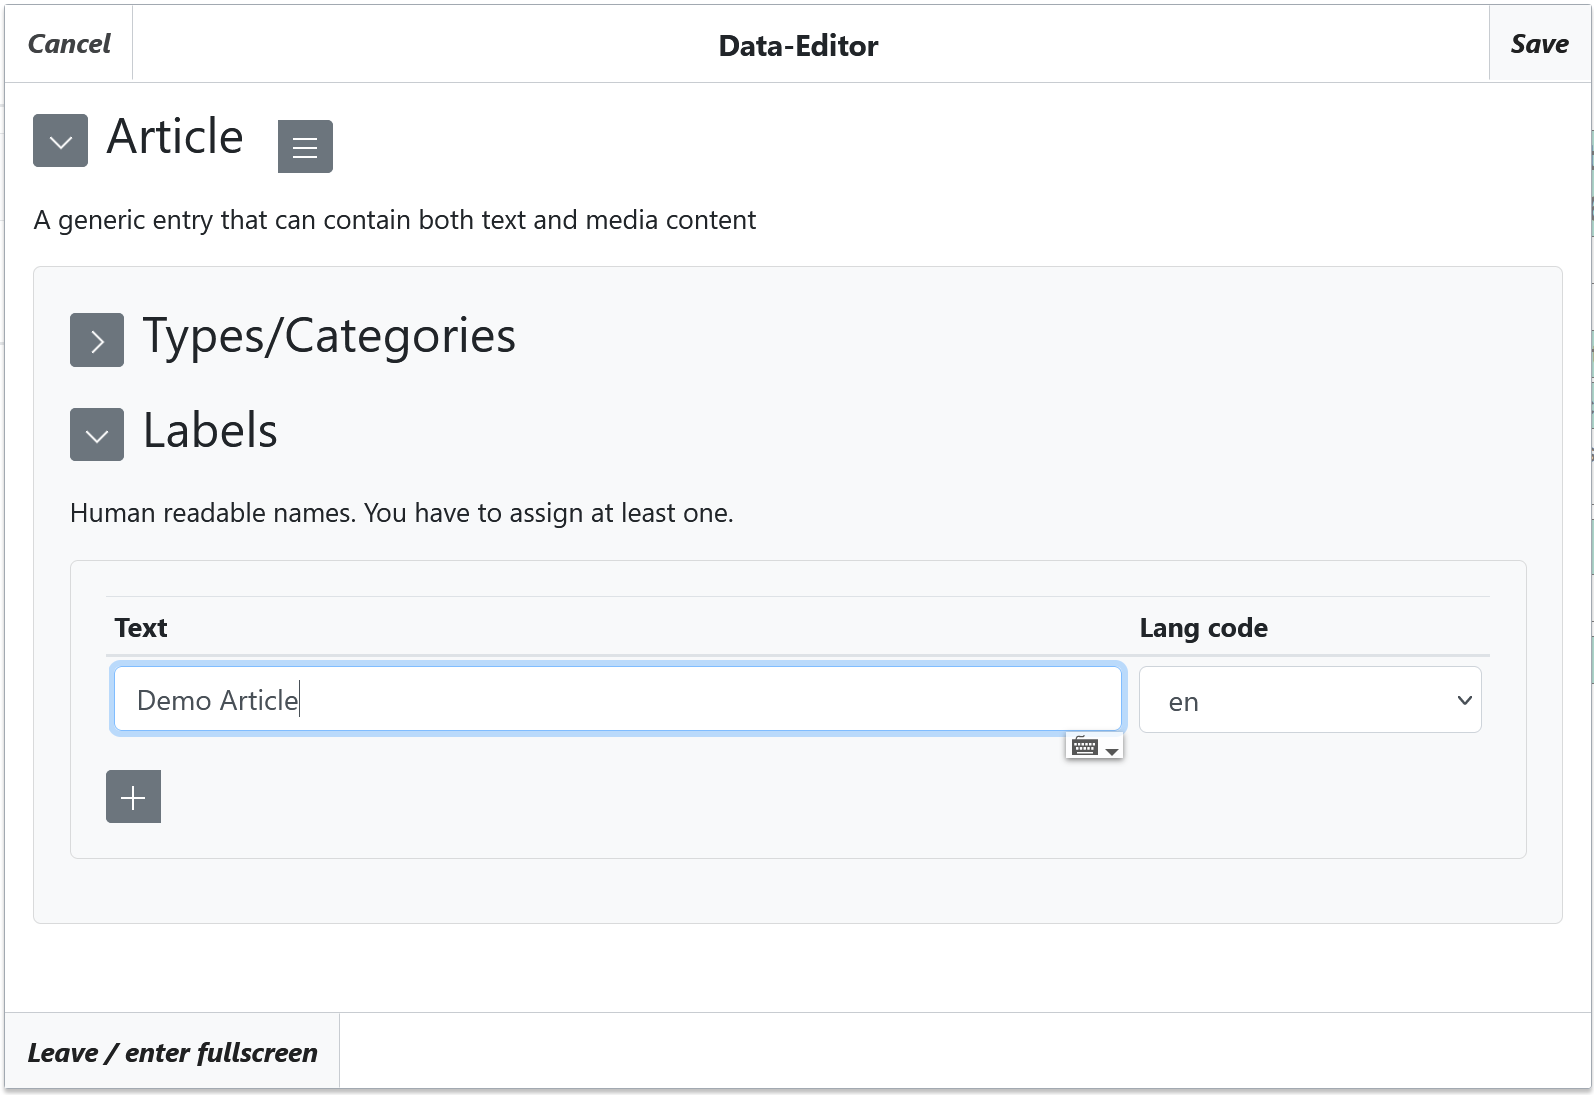 Cancel
Data-Editor
Save
Article
A generic entry that can contain both text and media content
Types/Categories
Labels
Human readable names. You have to assign at least one.
Text
Lang code
Demo Article
en
Leave / enter fullscreen